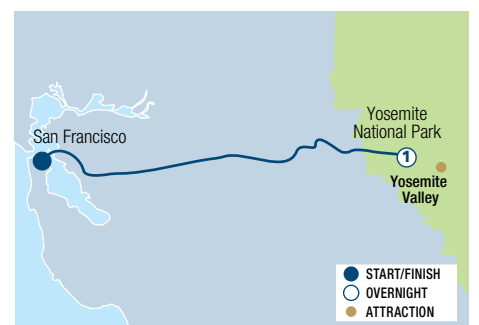 San Francisco
Yosemite
National Park
1
Yosemite
Valley
START/FINISH
OVERNIGHT
ATTRACTION